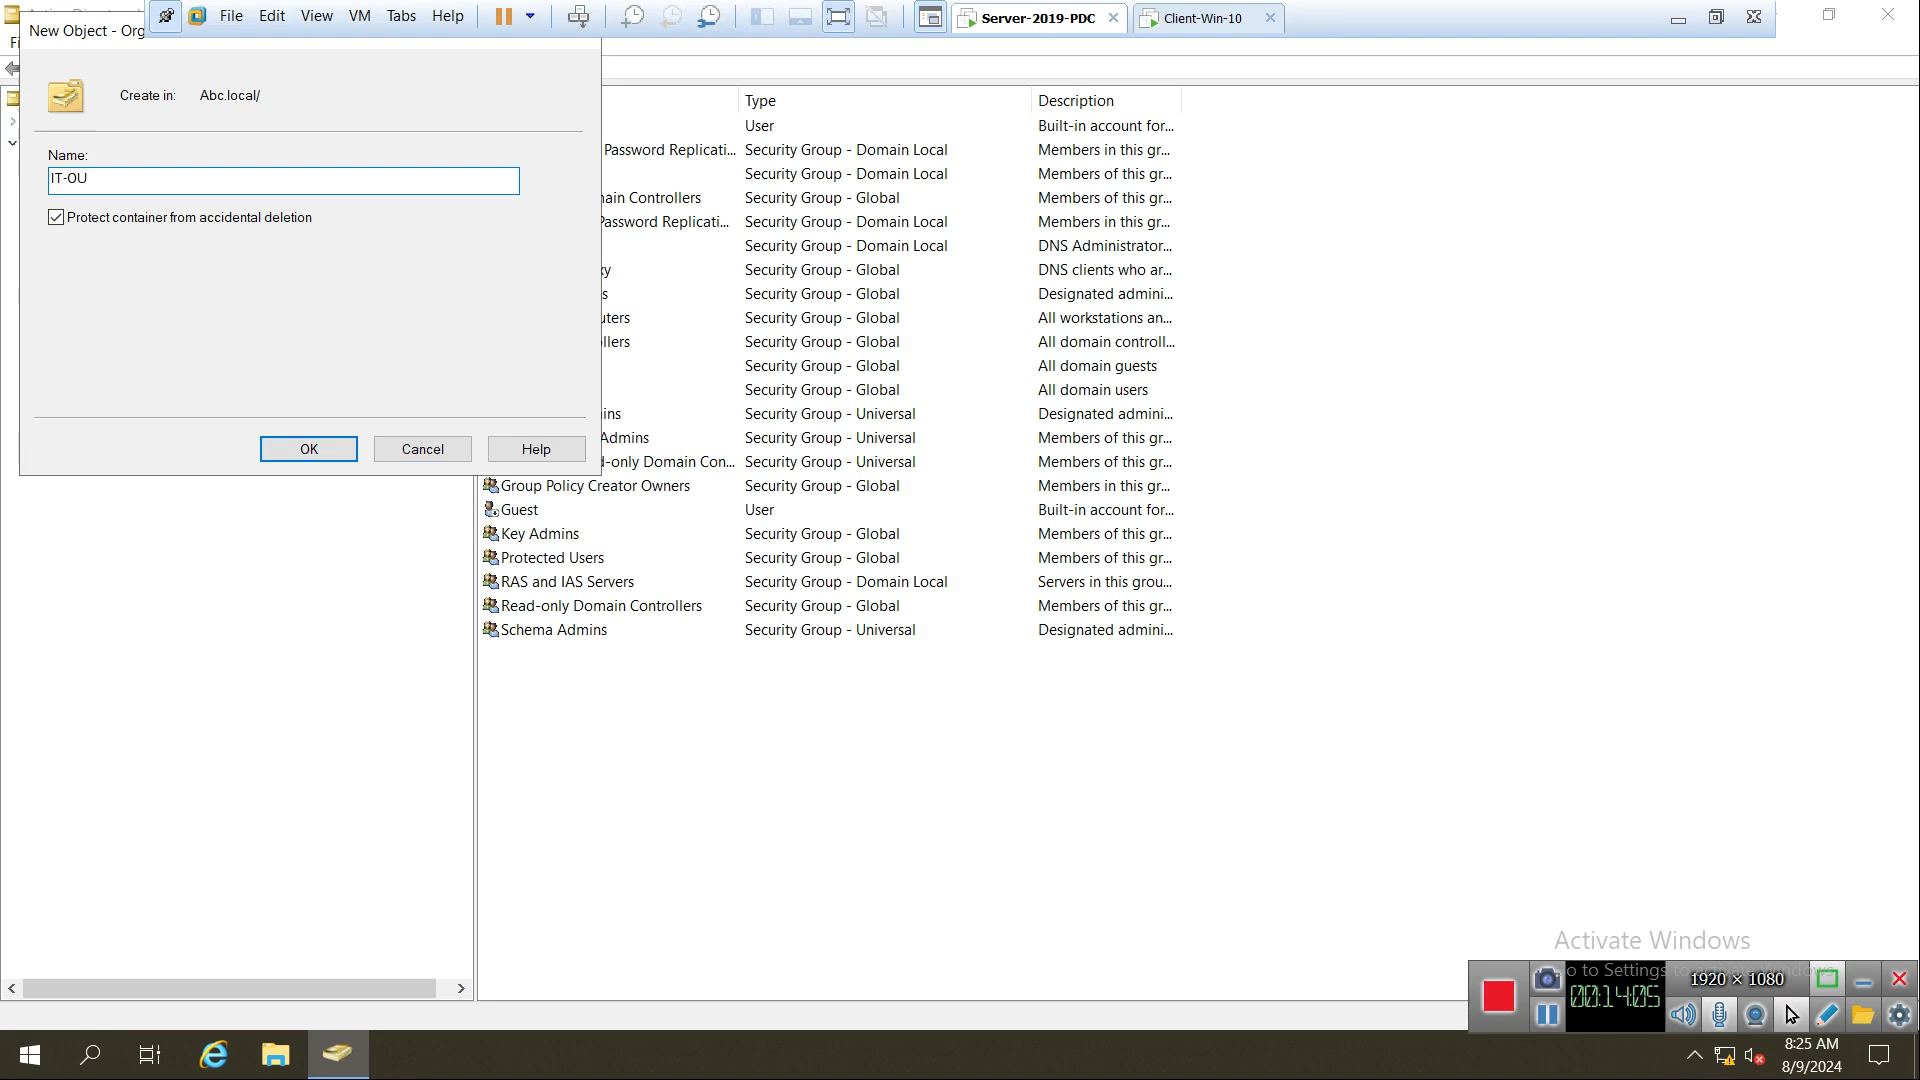 New Object - Org
File Edit View VM Tabs Help
Server-2019-PDC
Client-Win-10
Create in: Abc.local/
Name:
IT-OU
Protect container from accidental deletion
OK Cancel Help
Type Description
User Built-in account for...
Password Replicati... Security Group - Domain Local Members in this gr...
Security Group - Domain Local Members of this gr...
ain Controllers Security Group - Global Members of this gr...
Password Replicati... Security Group - Domain Local Members in this gr...
Security Group - Domain Local DNS Administrator...
xy Security Group - Global DNS clients who ar...
s Security Group - Global Designated admini...
uters Security Group - Global All workstations an...
llers Security Group - Global All domain controll...
Security Group - Global All domain guests
Security Group - Global All domain users
ins Security Group - Universal Designated admini...
Admins Security Group - Universal Members of this gr...
d-only Domain Con... Security Group - Universal Members of this gr...
Group Policy Creator Owners Security Group - Global Members in this gr...
Guest User Built-in account for...
Key Admins Security Group - Global Members of this gr...
Protected Users Security Group - Global Members of this gr...
RAS and IAS Servers Security Group - Domain Local Servers in this grou...
Read-only Domain Controllers Security Group - Global Members of this gr...
Schema Admins Security Group - Universal Designated admini...
Activate Windows
o to Settings to activate Windows.
1920 × 1080
00:14:05
8:25 AM
8/9/2024